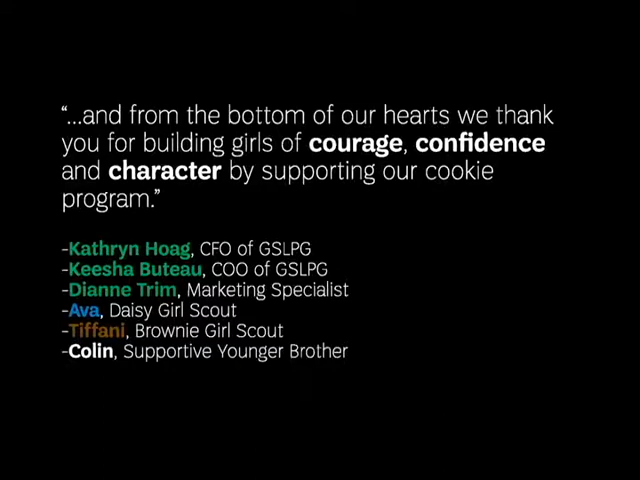 “...and from the bottom of our hearts we thank
you for building girls of courage, confidence
and character by supporting our cookie
program.”
-Kathryn Hoag, CFO of GSLPG
-Keesha Buteau, COO of GSLPG
-Dianne Trim, Marketing Specialist
-Ava, Daisy Girl Scout
-Tiffani, Brownie Girl Scout
-Colin, Supportive Younger Brother